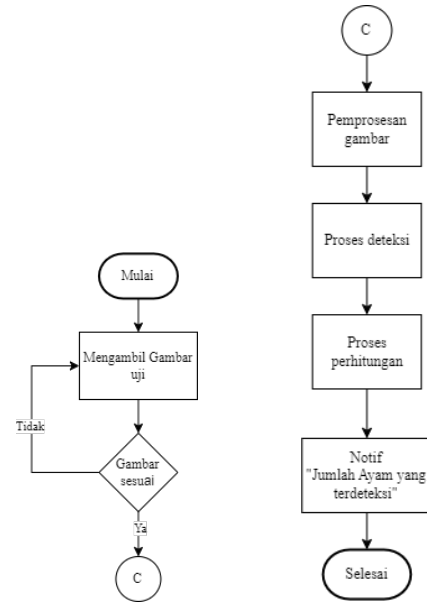 Mulai
Mengambil Gambar
uji
Tidak
Gambar
sesuai
Ya
C
C
Pemprosesan
gambar
Proses deteksi
Proses
perhitungan
Notif
"Jumlah Ayam yang
terdeteksi"
Selesai